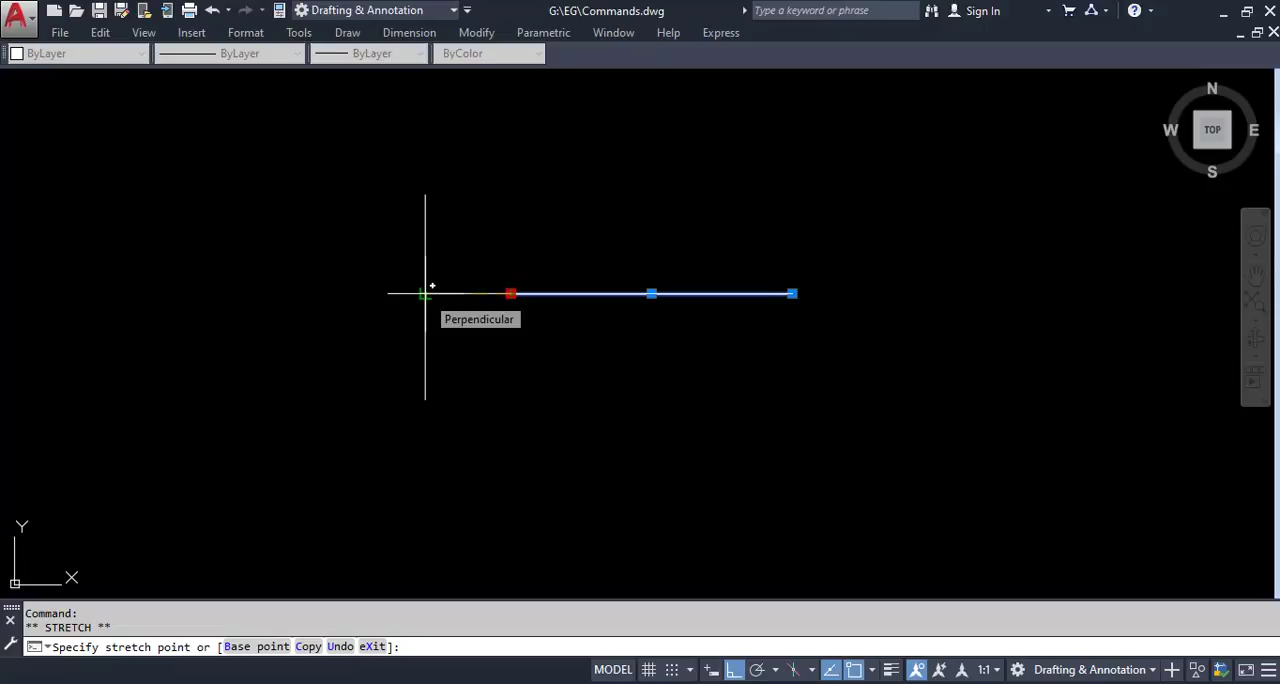 Drafting & Annotation G:\EG\Commands.dwg Type a keyword or phrase Sign In
File Edit View Insert Format Tools Draw Dimension Modify Parametric Window Help Express
ByLayer ByLayer ByLayer ByColor
N
W TOP E
S
Perpendicular
Y
X
Command:
** STRETCH **
Specify stretch point or [Base point Copy Undo eXit]:
MODEL 1:1 Drafting & Annotation